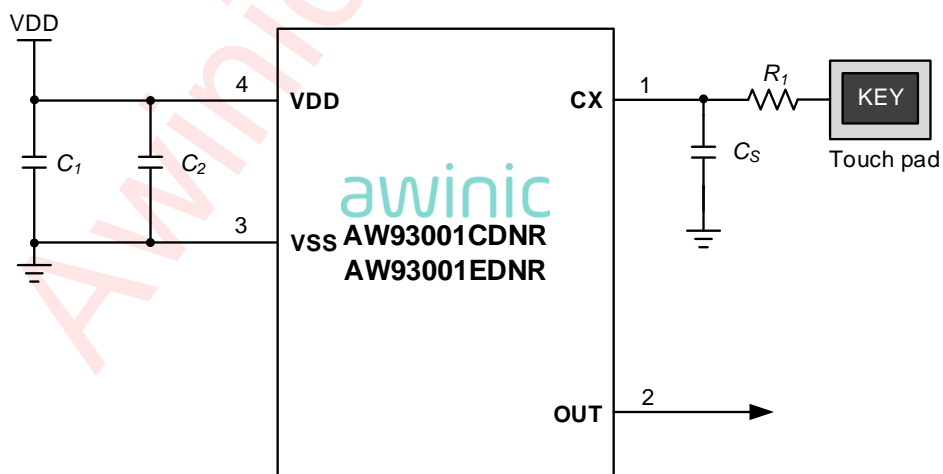 VDD
Awinic
4
VDD
CX
1
R1
KEY
C1
C2
CS
Touch pad
awinic
3
VSS
AW93001CDNR
AW93001EDNR
OUT
2